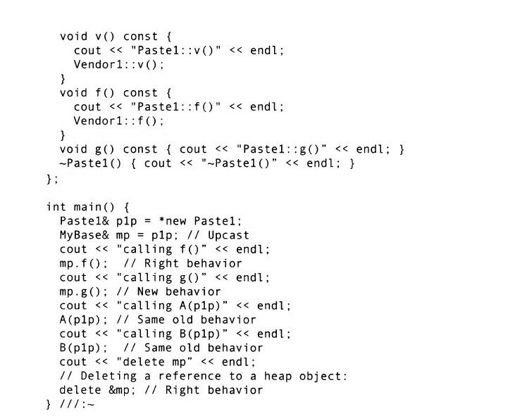 void v() const {
cout << "Paste1::v()" << endl;
Vendor1::v();
}
void f() const {
cout << "Paste1::f()" << endl;
Vendor1::f();
}
void g() const { cout << "Paste1::g()" << endl; }
~Paste1() { cout << "~Paste1()" << endl; }
};
int main() {
Paste1& p1p = *new Paste1;
MyBase& mp = p1p; // Upcast
cout << "calling f()" << endl;
mp.f();  // Right behavior
cout << "calling g()" << endl;
mp.g(); // New behavior
cout << "calling A(p1p)" << endl;
A(p1p); // Same old behavior
cout << "calling B(p1p)" << endl;
B(p1p);  // Same old behavior
cout << "delete mp" << endl;
// Deleting a reference to a heap object:
delete &mp; // Right behavior
} ///:~